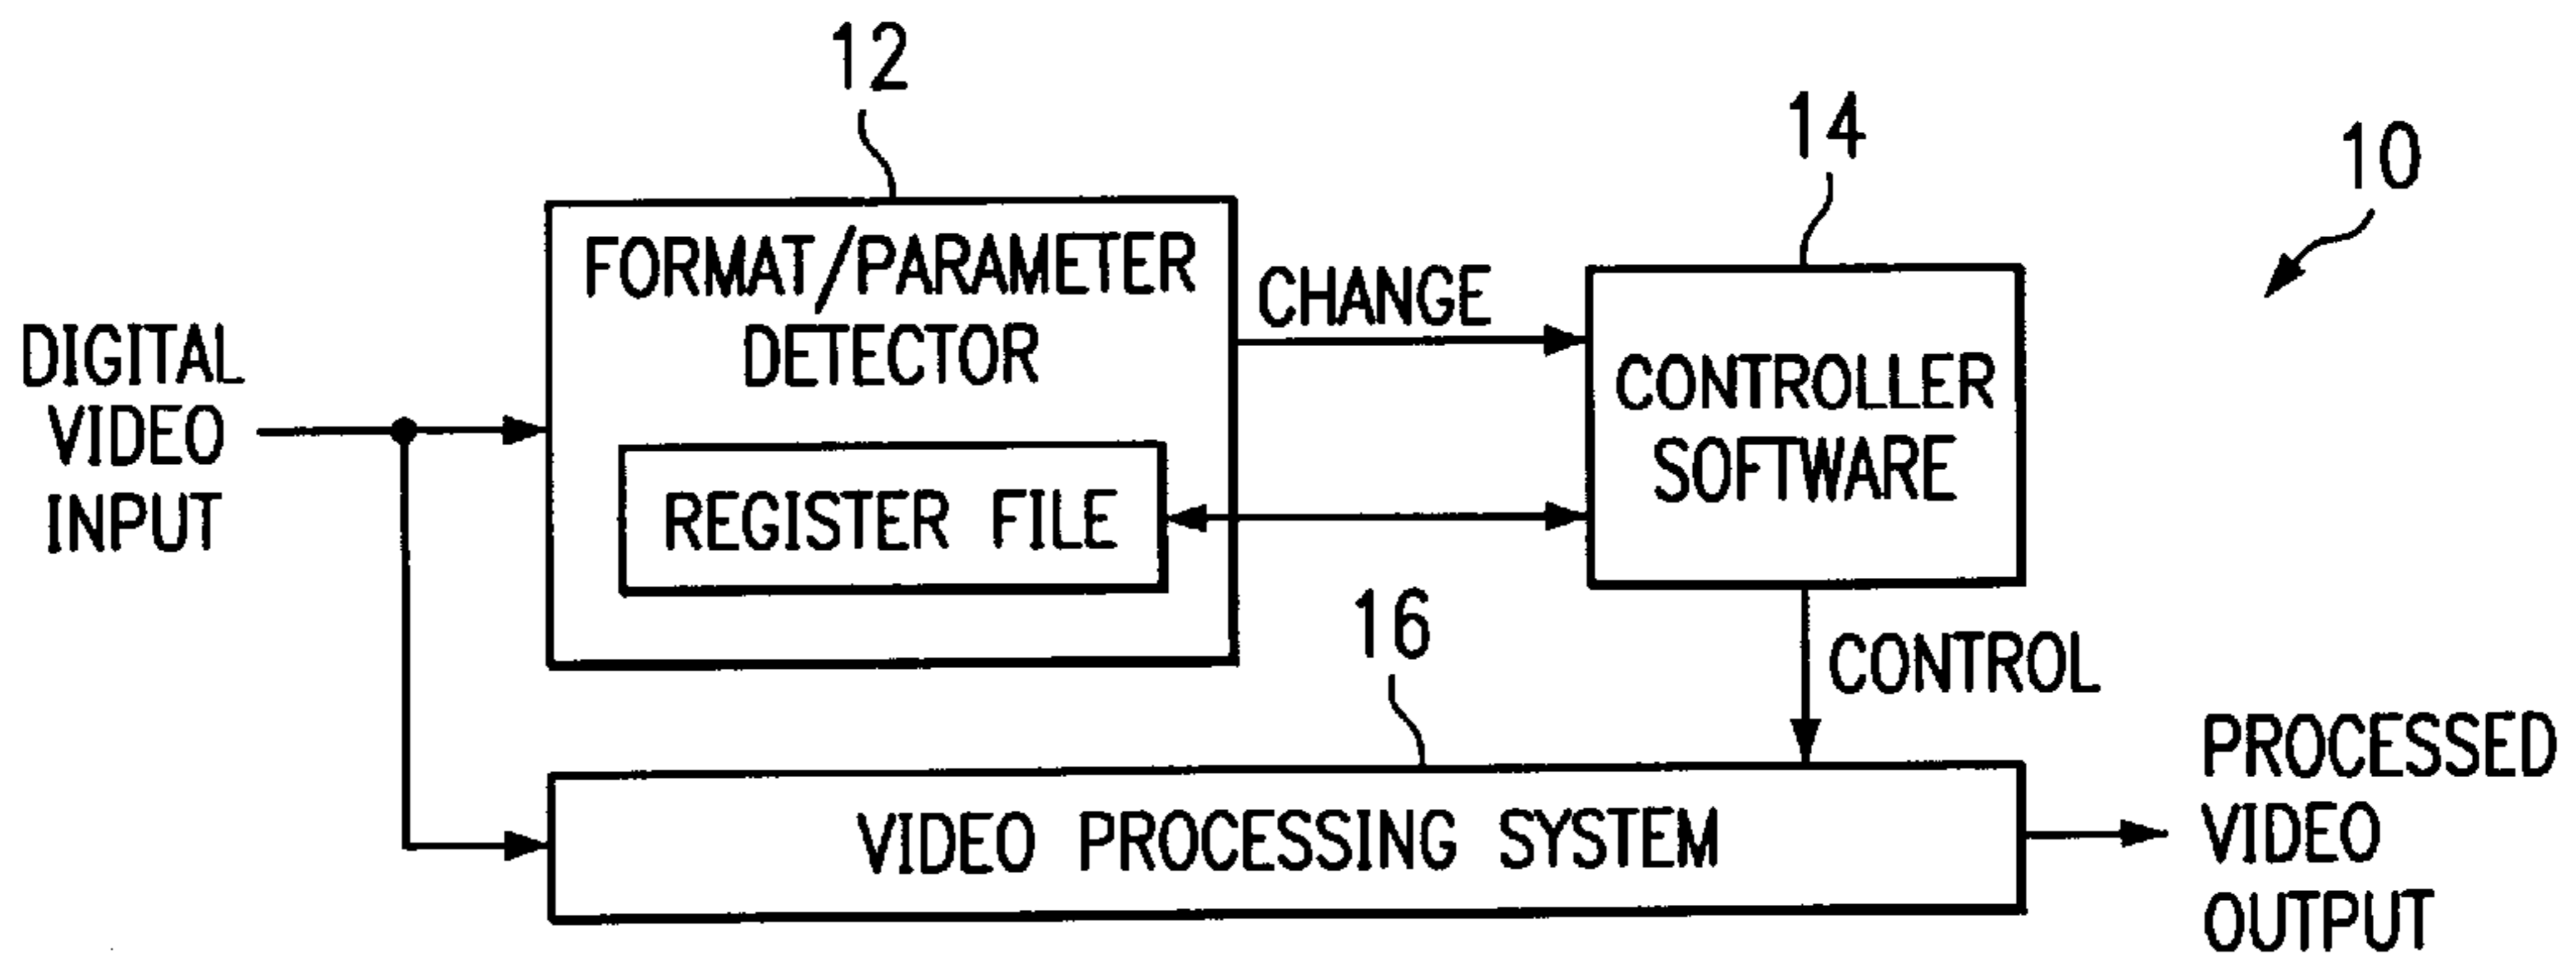 12
14
10
FORMAT/PARAMETER
DETECTOR
CHANGE
DIGITAL
VIDEO
INPUT
CONTROLLER
SOFTWARE
REGISTER FILE
16
CONTROL
PROCESSED
VIDEO
OUTPUT
VIDEO PROCESSING SYSTEM